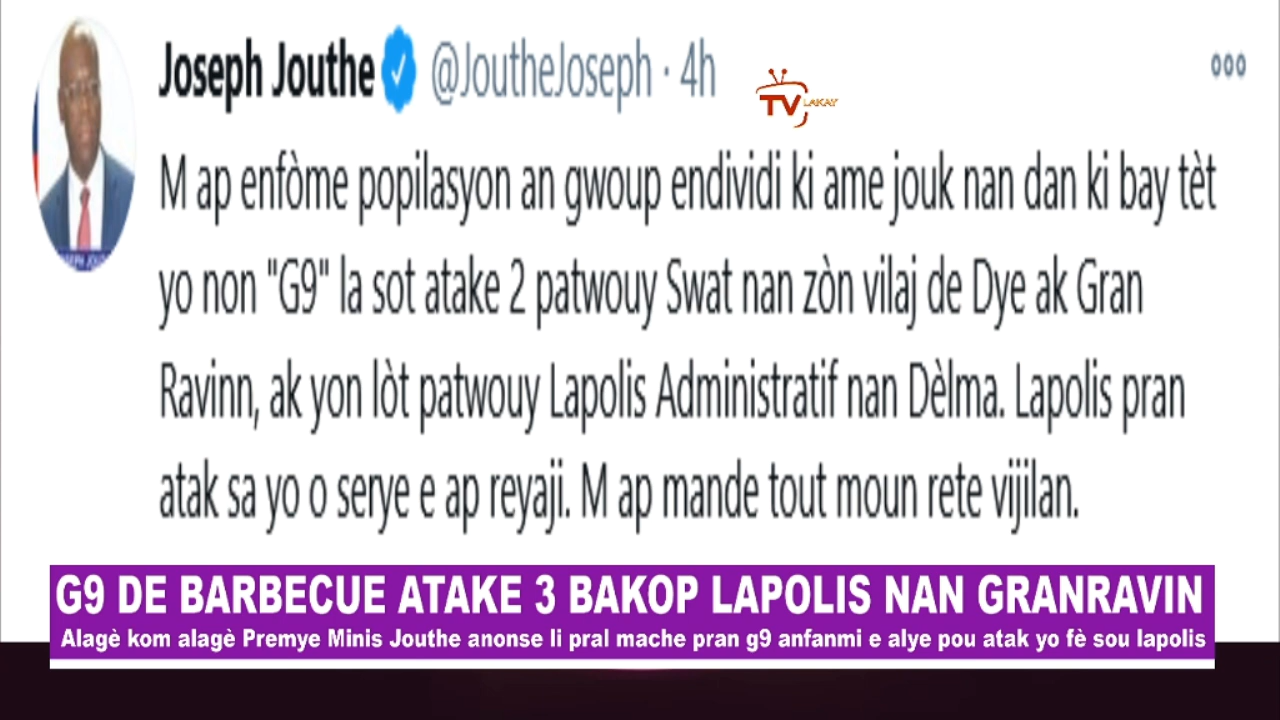 Joseph Jouthe @JoutheJoseph · 4h
TV LAKAY
M ap enfòme popilasyon an gwoup endividi ki ame jouk nan dan ki bay tèt
yo non "G9" la sot atake 2 patwouy Swat nan zòn vilaj de Dye ak Gran
Ravinn, ak yon lòt patwouy Lapolis Administratif nan Dèlma. Lapolis pran
atak sa yo o serye e ap reyaji. M ap mande tout moun rete vijilan.
G9 DE BARBECUE ATAKE 3 BAKOP LAPOLIS NAN GRANRAVIN
Alagè kom alagè Premye Minis Jouthe anonse li pral mache pran g9 anfanmi e alye pou atak yo fè sou lapolis